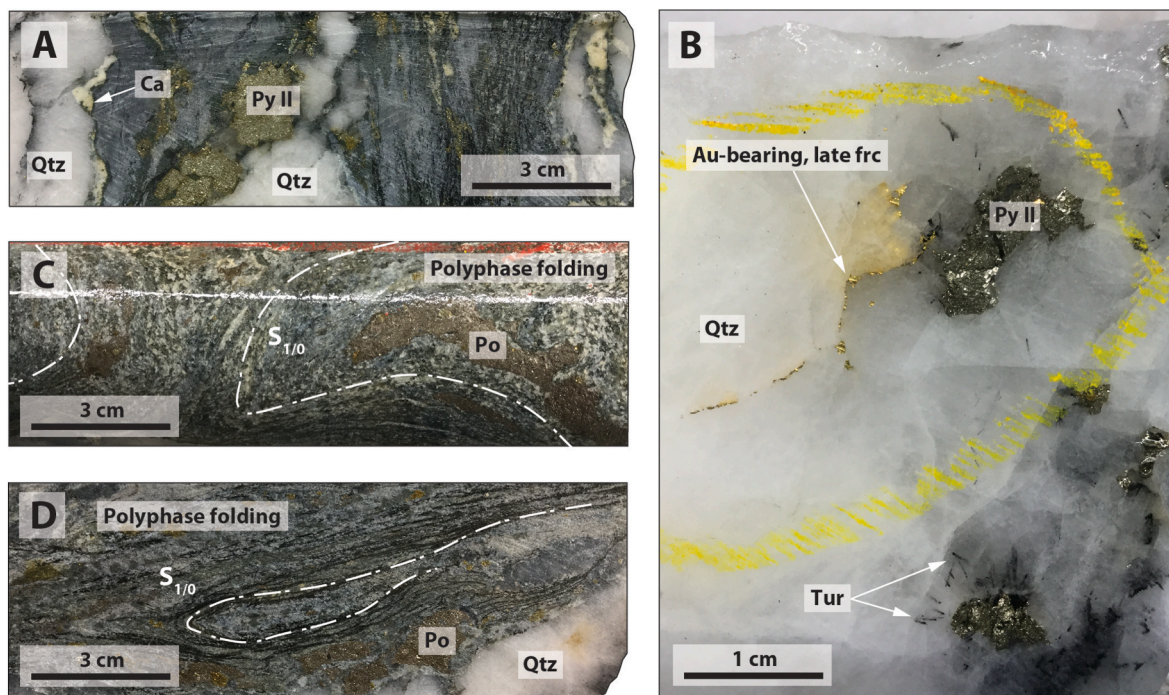 A
Ca
Py II
Qtz
Qtz
3 cm
B
Au-bearing, late frc
Py II
Qtz
Tur
1 cm
C
Polyphase folding
S1/0
Po
3 cm
D
Polyphase folding
S1/0
Po
3 cm
Qtz